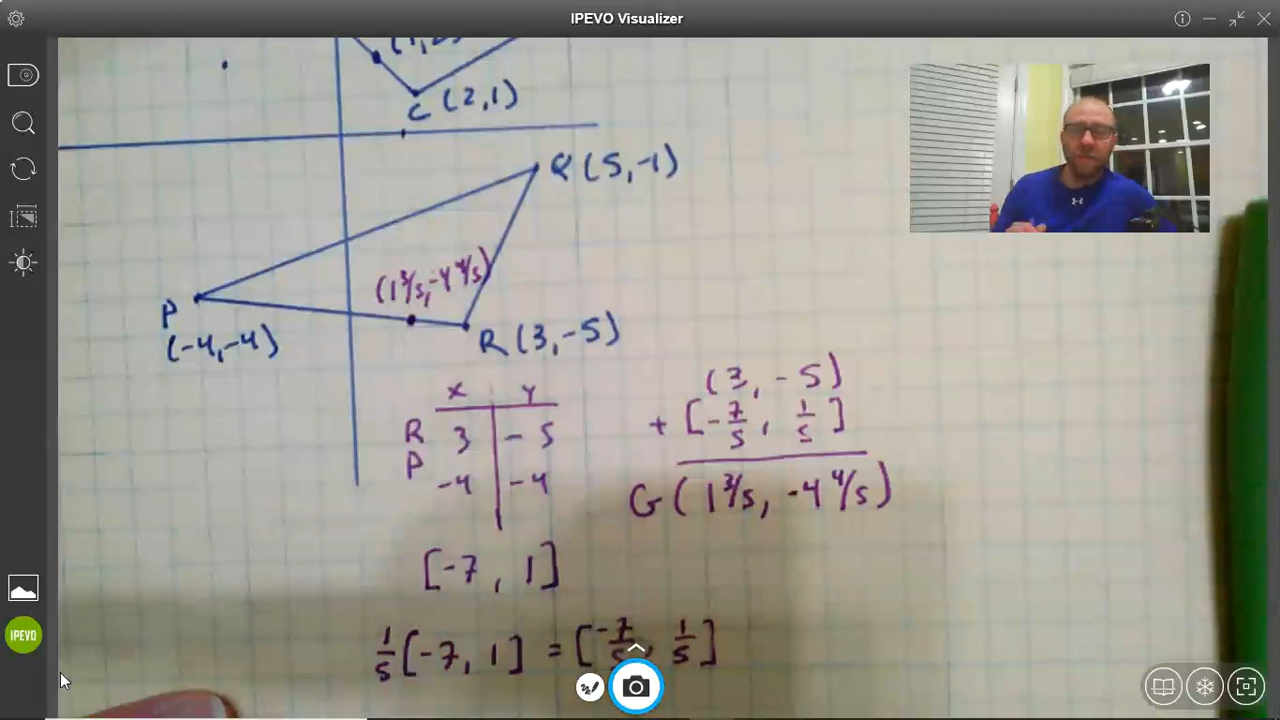 IPEVO Visualizer
C (2,1)
Q (5,-1)
(1 3/5, -4 4/5)
P
(-4,-4)
R (3,-5)
x y
R 3 -5
P -4 -4
(3, -5)
+ [-7/5, 1/5]
G (1 3/5, -4 4/5)
[-7, 1]
1/5 [-7, 1] = [-7/5, 1/5]
IPEVO